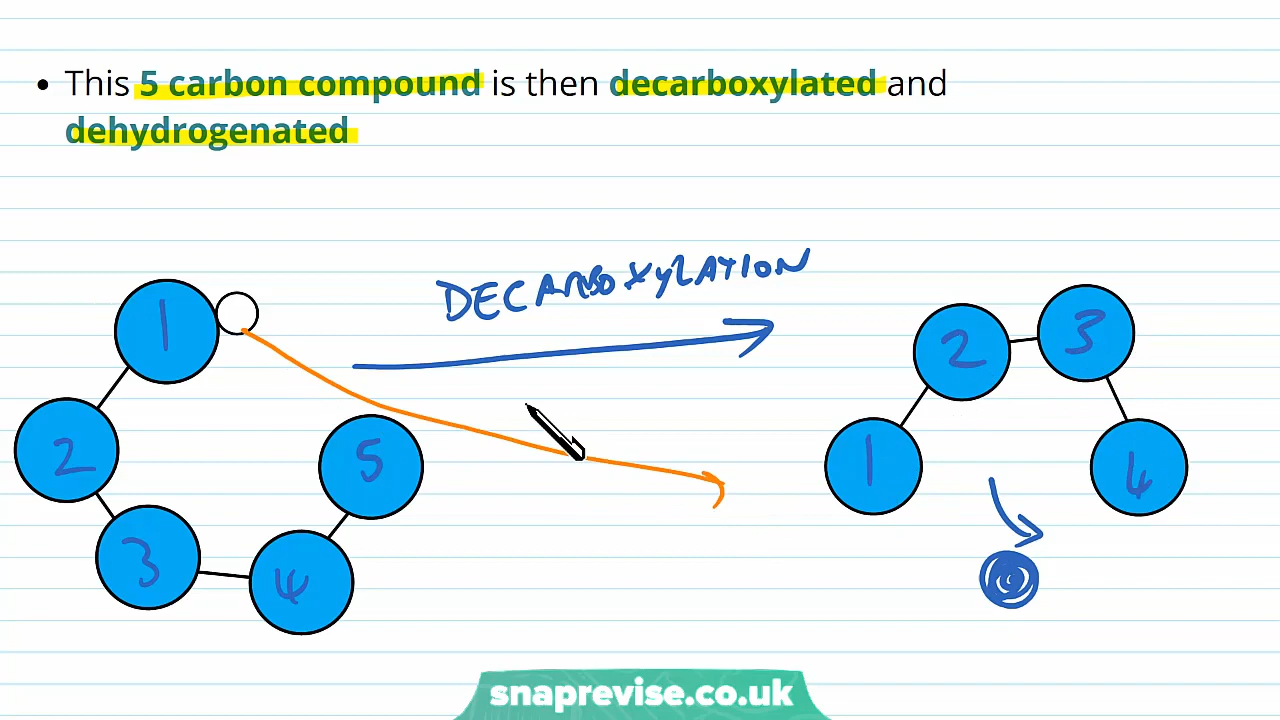 • This 5 carbon compound is then decarboxylated and
dehydrogenated
DECARBOXYLATION
1
2
3
4
5
1
2
3
4
snaprevise.co.uk